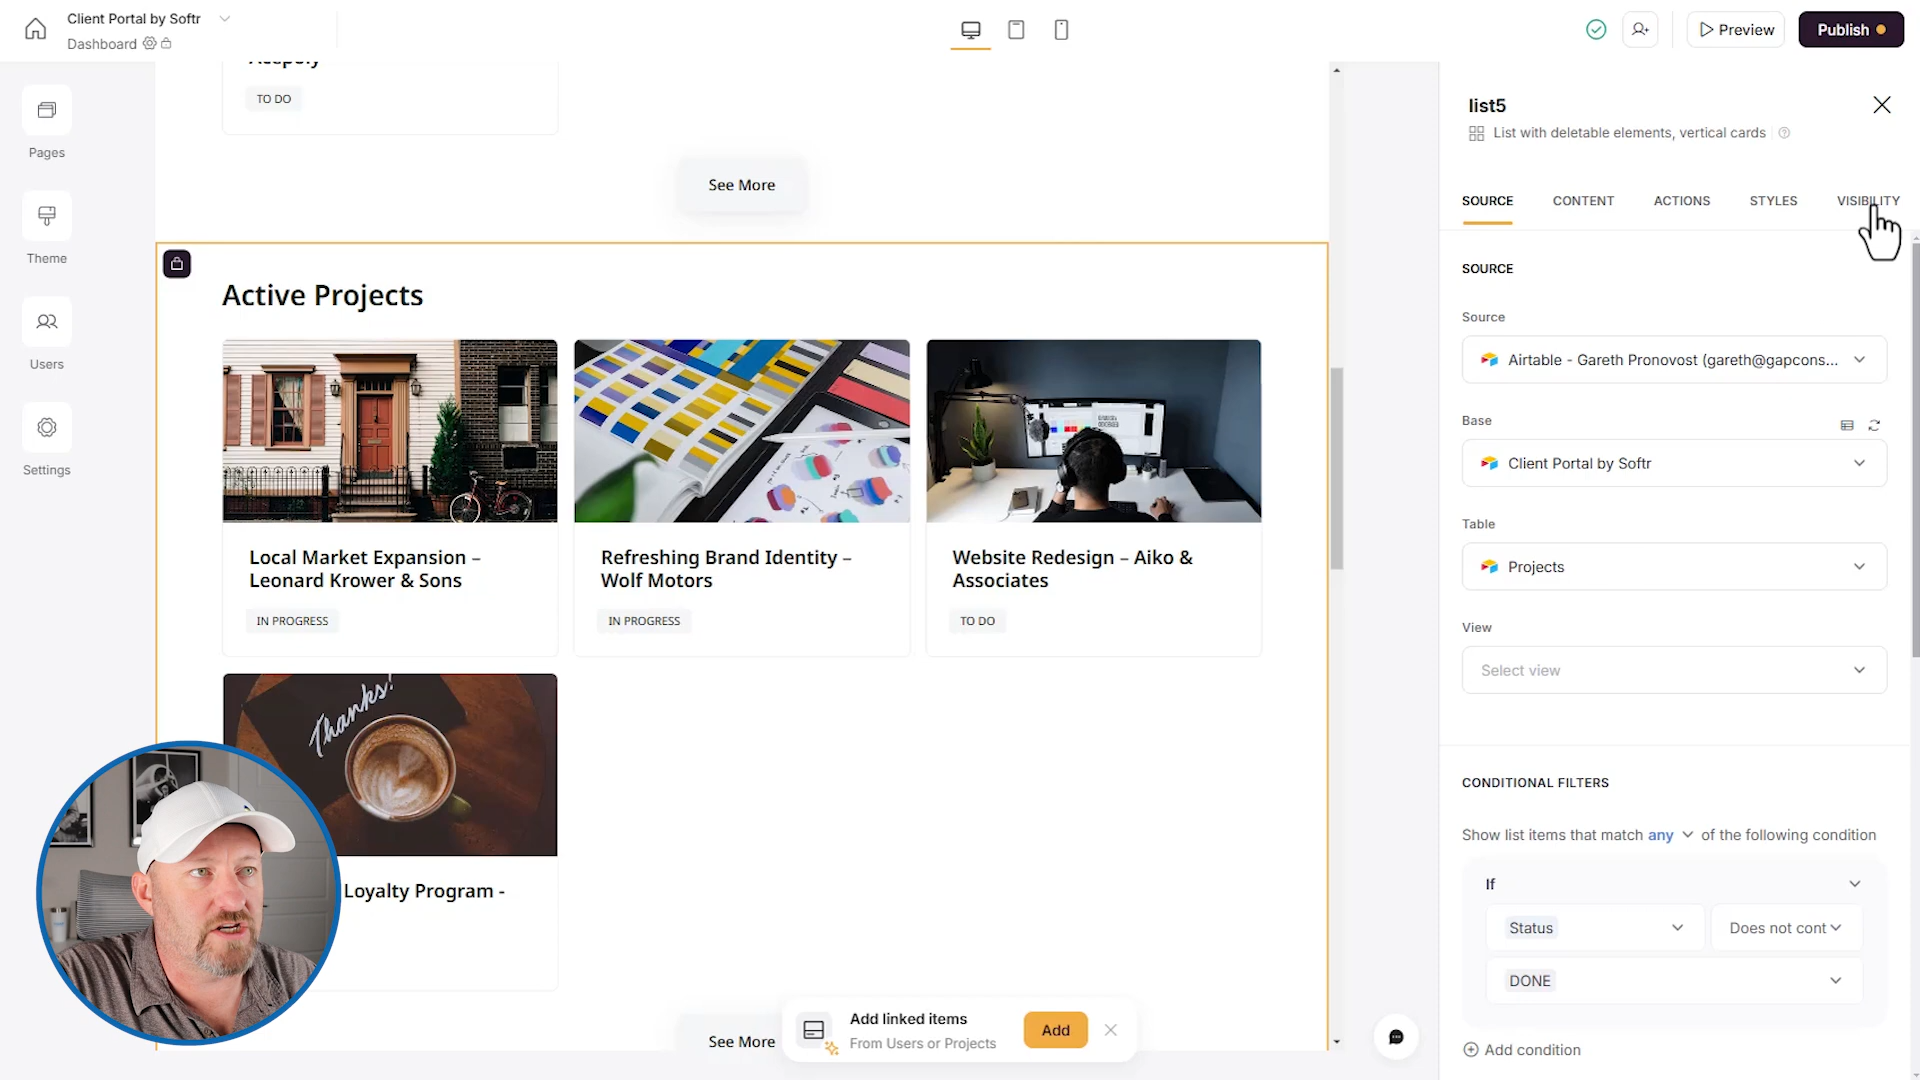 Client Portal by Softr
Dashboard
Preview
Publish
Pages
Theme
Users
Settings
TO DO
See More
Active Projects
Local Market Expansion –
Leonard Krower & Sons
IN PROGRESS
Refreshing Brand Identity –
Wolf Motors
IN PROGRESS
Website Redesign – Aiko &
Associates
TO DO
Thanks!
Loyalty Program -
See More
Add linked items
From Users or Projects
Add
list5
List with deletable elements, vertical cards
SOURCE CONTENT ACTIONS STYLES VISIBILITY
SOURCE
Source
Airtable - Gareth Pronovost (gareth@gapcons...
Base
Client Portal by Softr
Table
Projects
View
Select view
CONDITIONAL FILTERS
Show list items that match any of the following condition
If
Status
Does not cont
DONE
Add condition